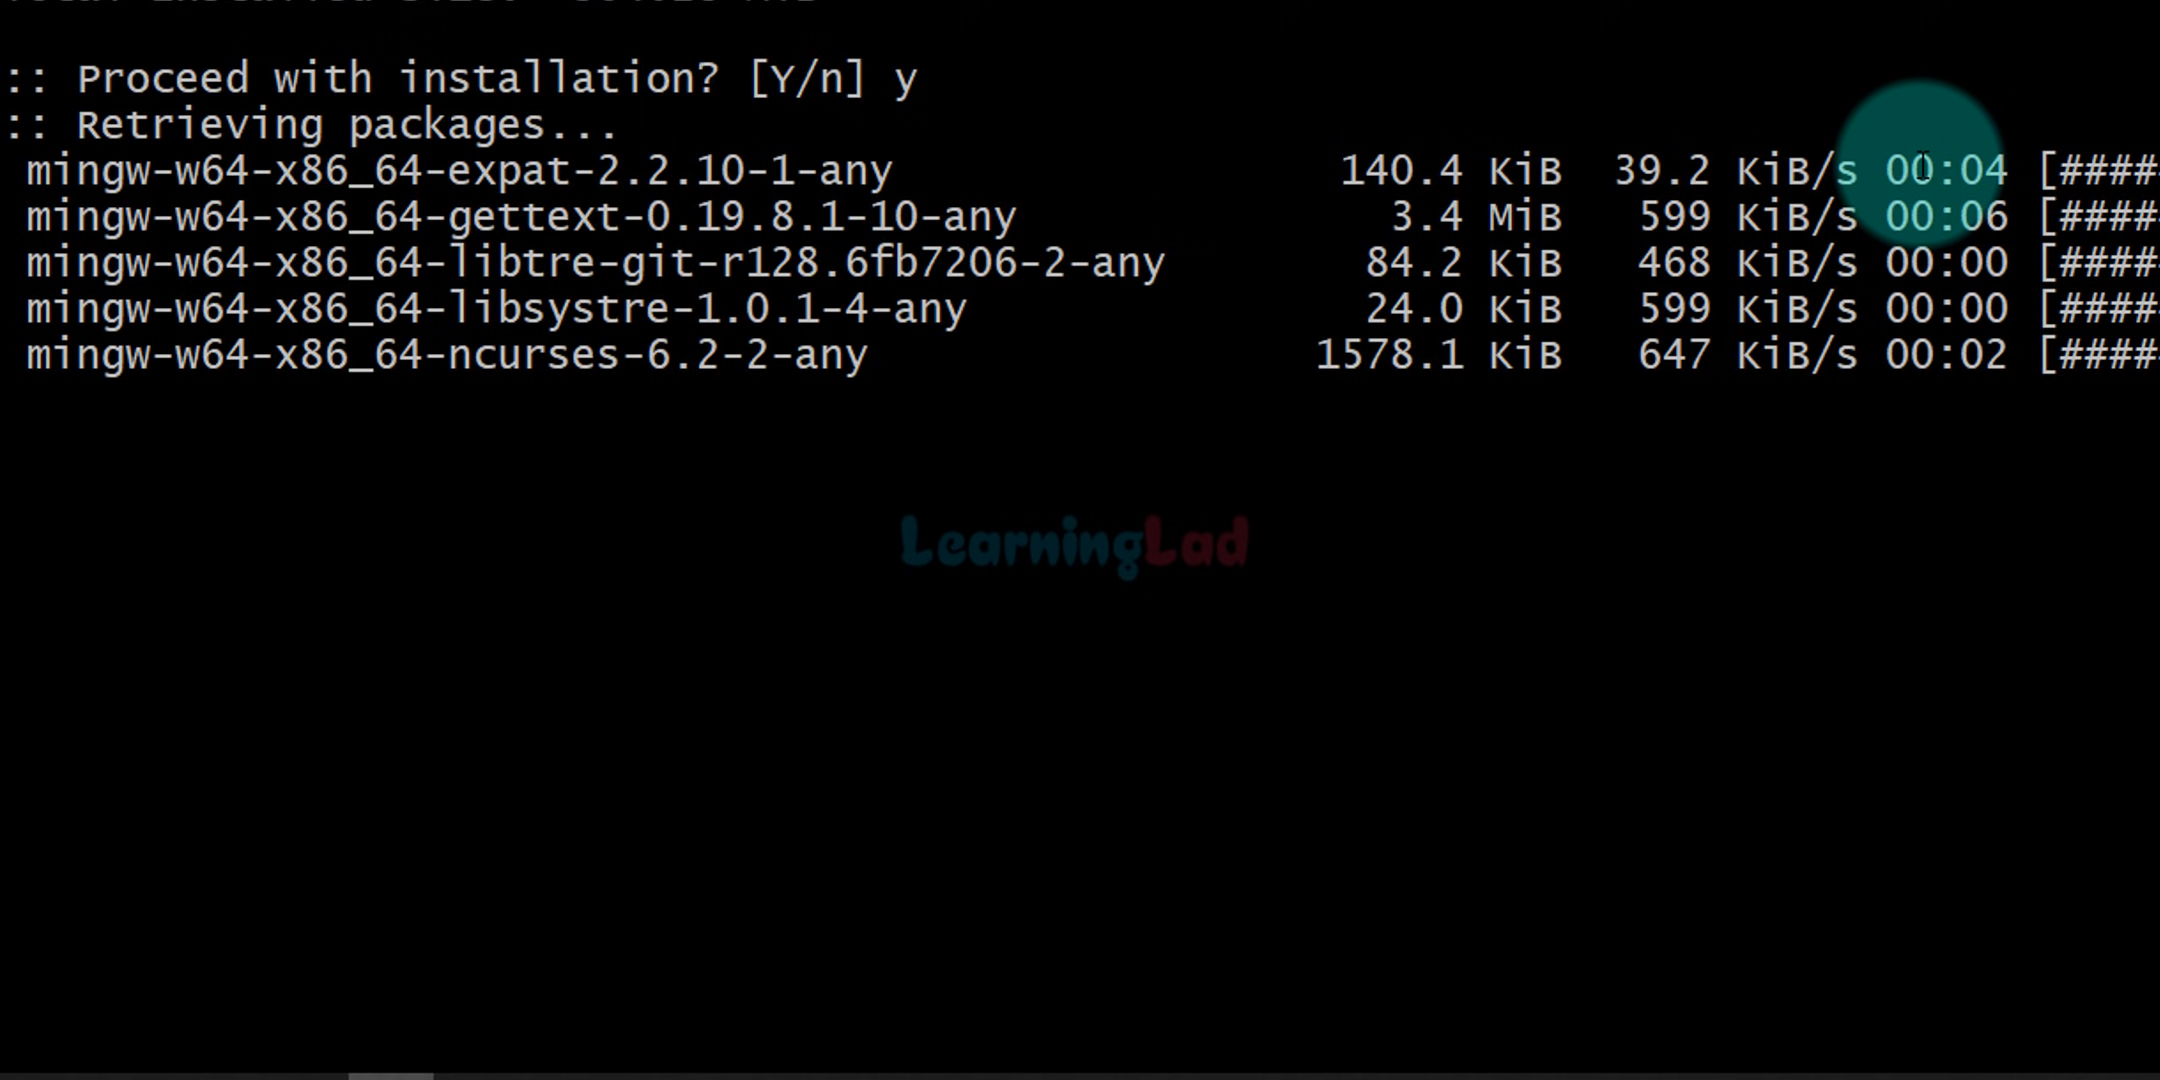 :: Proceed with installation? [Y/n] y
:: Retrieving packages...
mingw-w64-x86_64-expat-2.2.10-1-any 140.4 KiB 39.2 KiB/s 00:04 [####
mingw-w64-x86_64-gettext-0.19.8.1-10-any 3.4 MiB 599 KiB/s 00:06 [####
mingw-w64-x86_64-libtre-git-r128.6fb7206-2-any 84.2 KiB 468 KiB/s 00:00 [####
mingw-w64-x86_64-libsystre-1.0.1-4-any 24.0 KiB 599 KiB/s 00:00 [####
mingw-w64-x86_64-ncurses-6.2-2-any 1578.1 KiB 647 KiB/s 00:02 [####
LearningLad